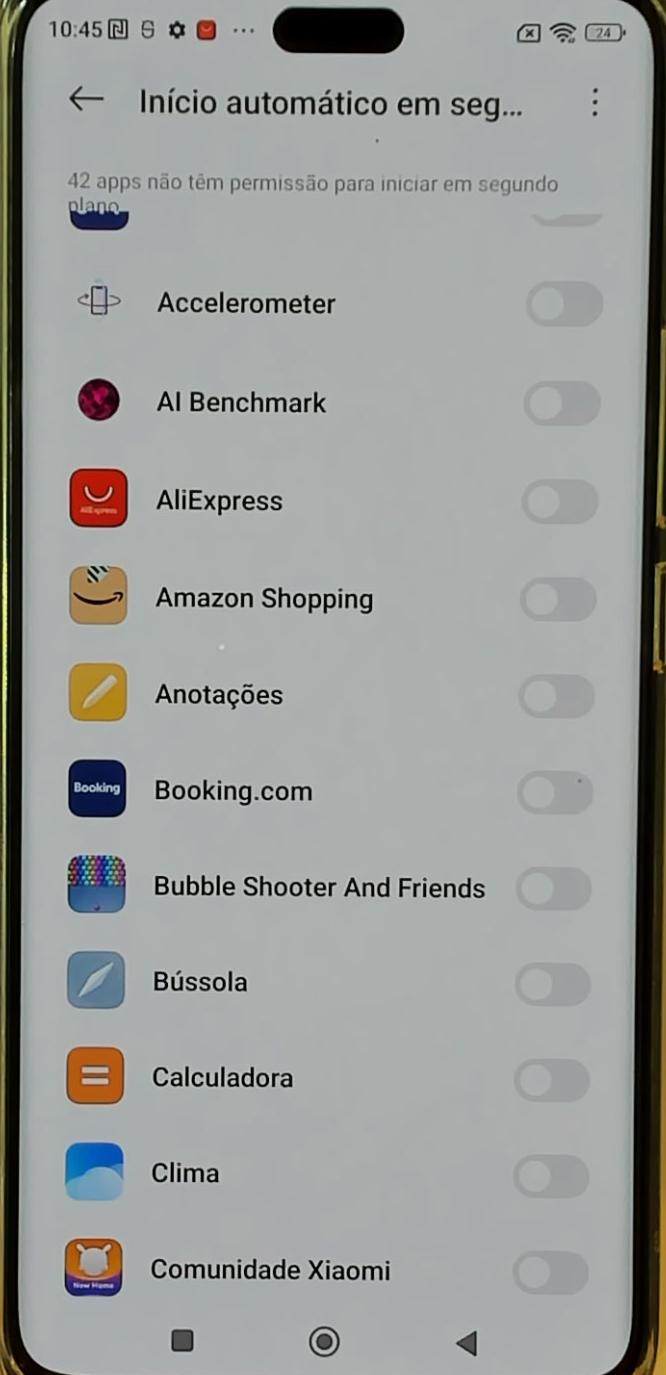 10:45
24
Início automático em seg...
42 apps não têm permissão para iniciar em segundo
plano
Accelerometer
AI Benchmark
AliExpress
AliExpress
Amazon Shopping
Anotações
Booking
Booking.com
Bubble Shooter And Friends
Bússola
Calculadora
Clima
New Home
Comunidade Xiaomi